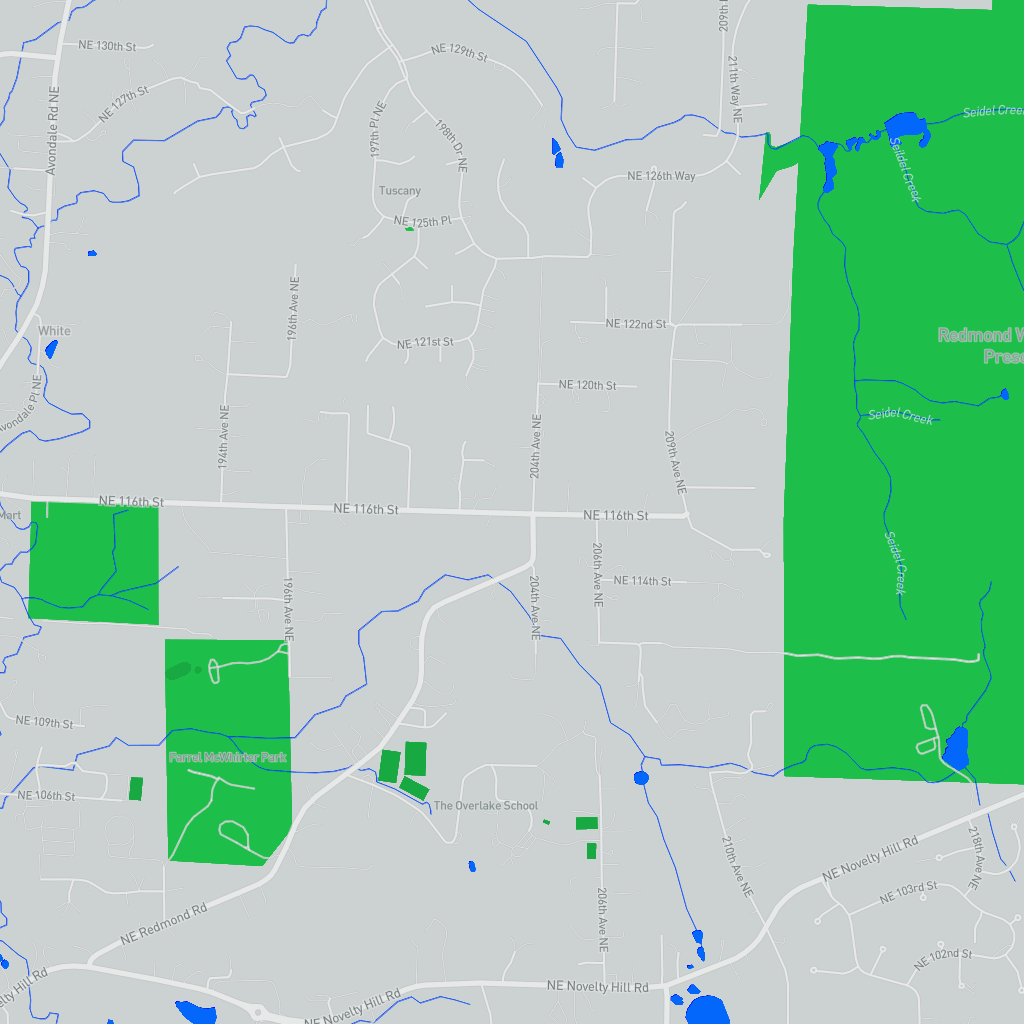 209th
NE 130th St
NE 129th St
211th Way NE
NE 127th St
Avondale Rd NE
197th Pl NE
198th Dr NE
Seidel Creek
Seidel Creek
NE 126th Way
Tuscany
NE 125th Pl
196th Ave NE
White
NE 122nd St
Redmond W
Prese
NE 121st St
NE 120th St
Avondale Pl NE
Seidel Creek
194th Ave NE
204th Ave NE
209th Ave NE
NE 116th St
NE 116th St
NE 116th St
Mart
Seidel Creek
206th Ave NE
NE 114th St
196th Ave NE
204th Ave NE
NE 109th St
Farrel McWhirter Park
NE 106th St
The Overlake School
NE Novelty Hill Rd
210th Ave NE
218th Ave NE
NE 103rd St
206th Ave NE
NE Redmond Rd
NE 102nd St
Novelty Hill Rd
NE Novelty Hill Rd
NE Novelty Hill Rd